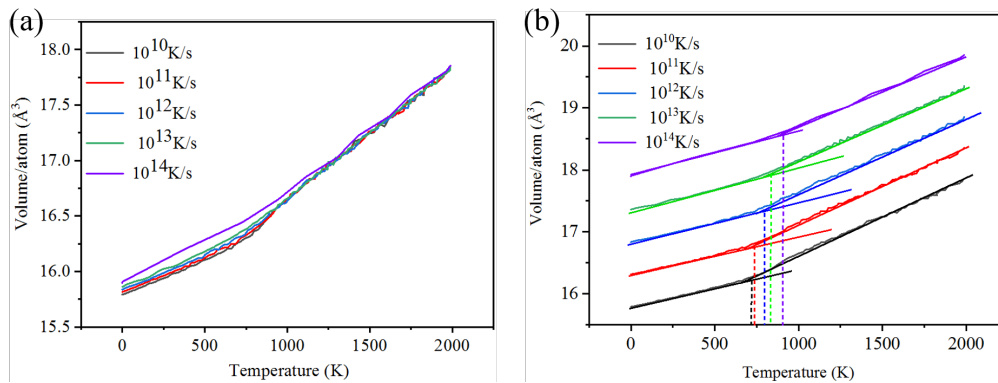 (a)
18.0
17.5
17.0
16.5
16.0
15.5
Volume/atom (Å³)
10¹⁰K/s
10¹¹K/s
10¹²K/s
10¹³K/s
10¹⁴K/s
0 500 1000 1500 2000
Temperature (K)
(b)
20
19
18
17
16
Volume/atom (Å³)
10¹⁰K/s
10¹¹K/s
10¹²K/s
10¹³K/s
10¹⁴K/s
0 500 1000 1500 2000
Temperature (K)